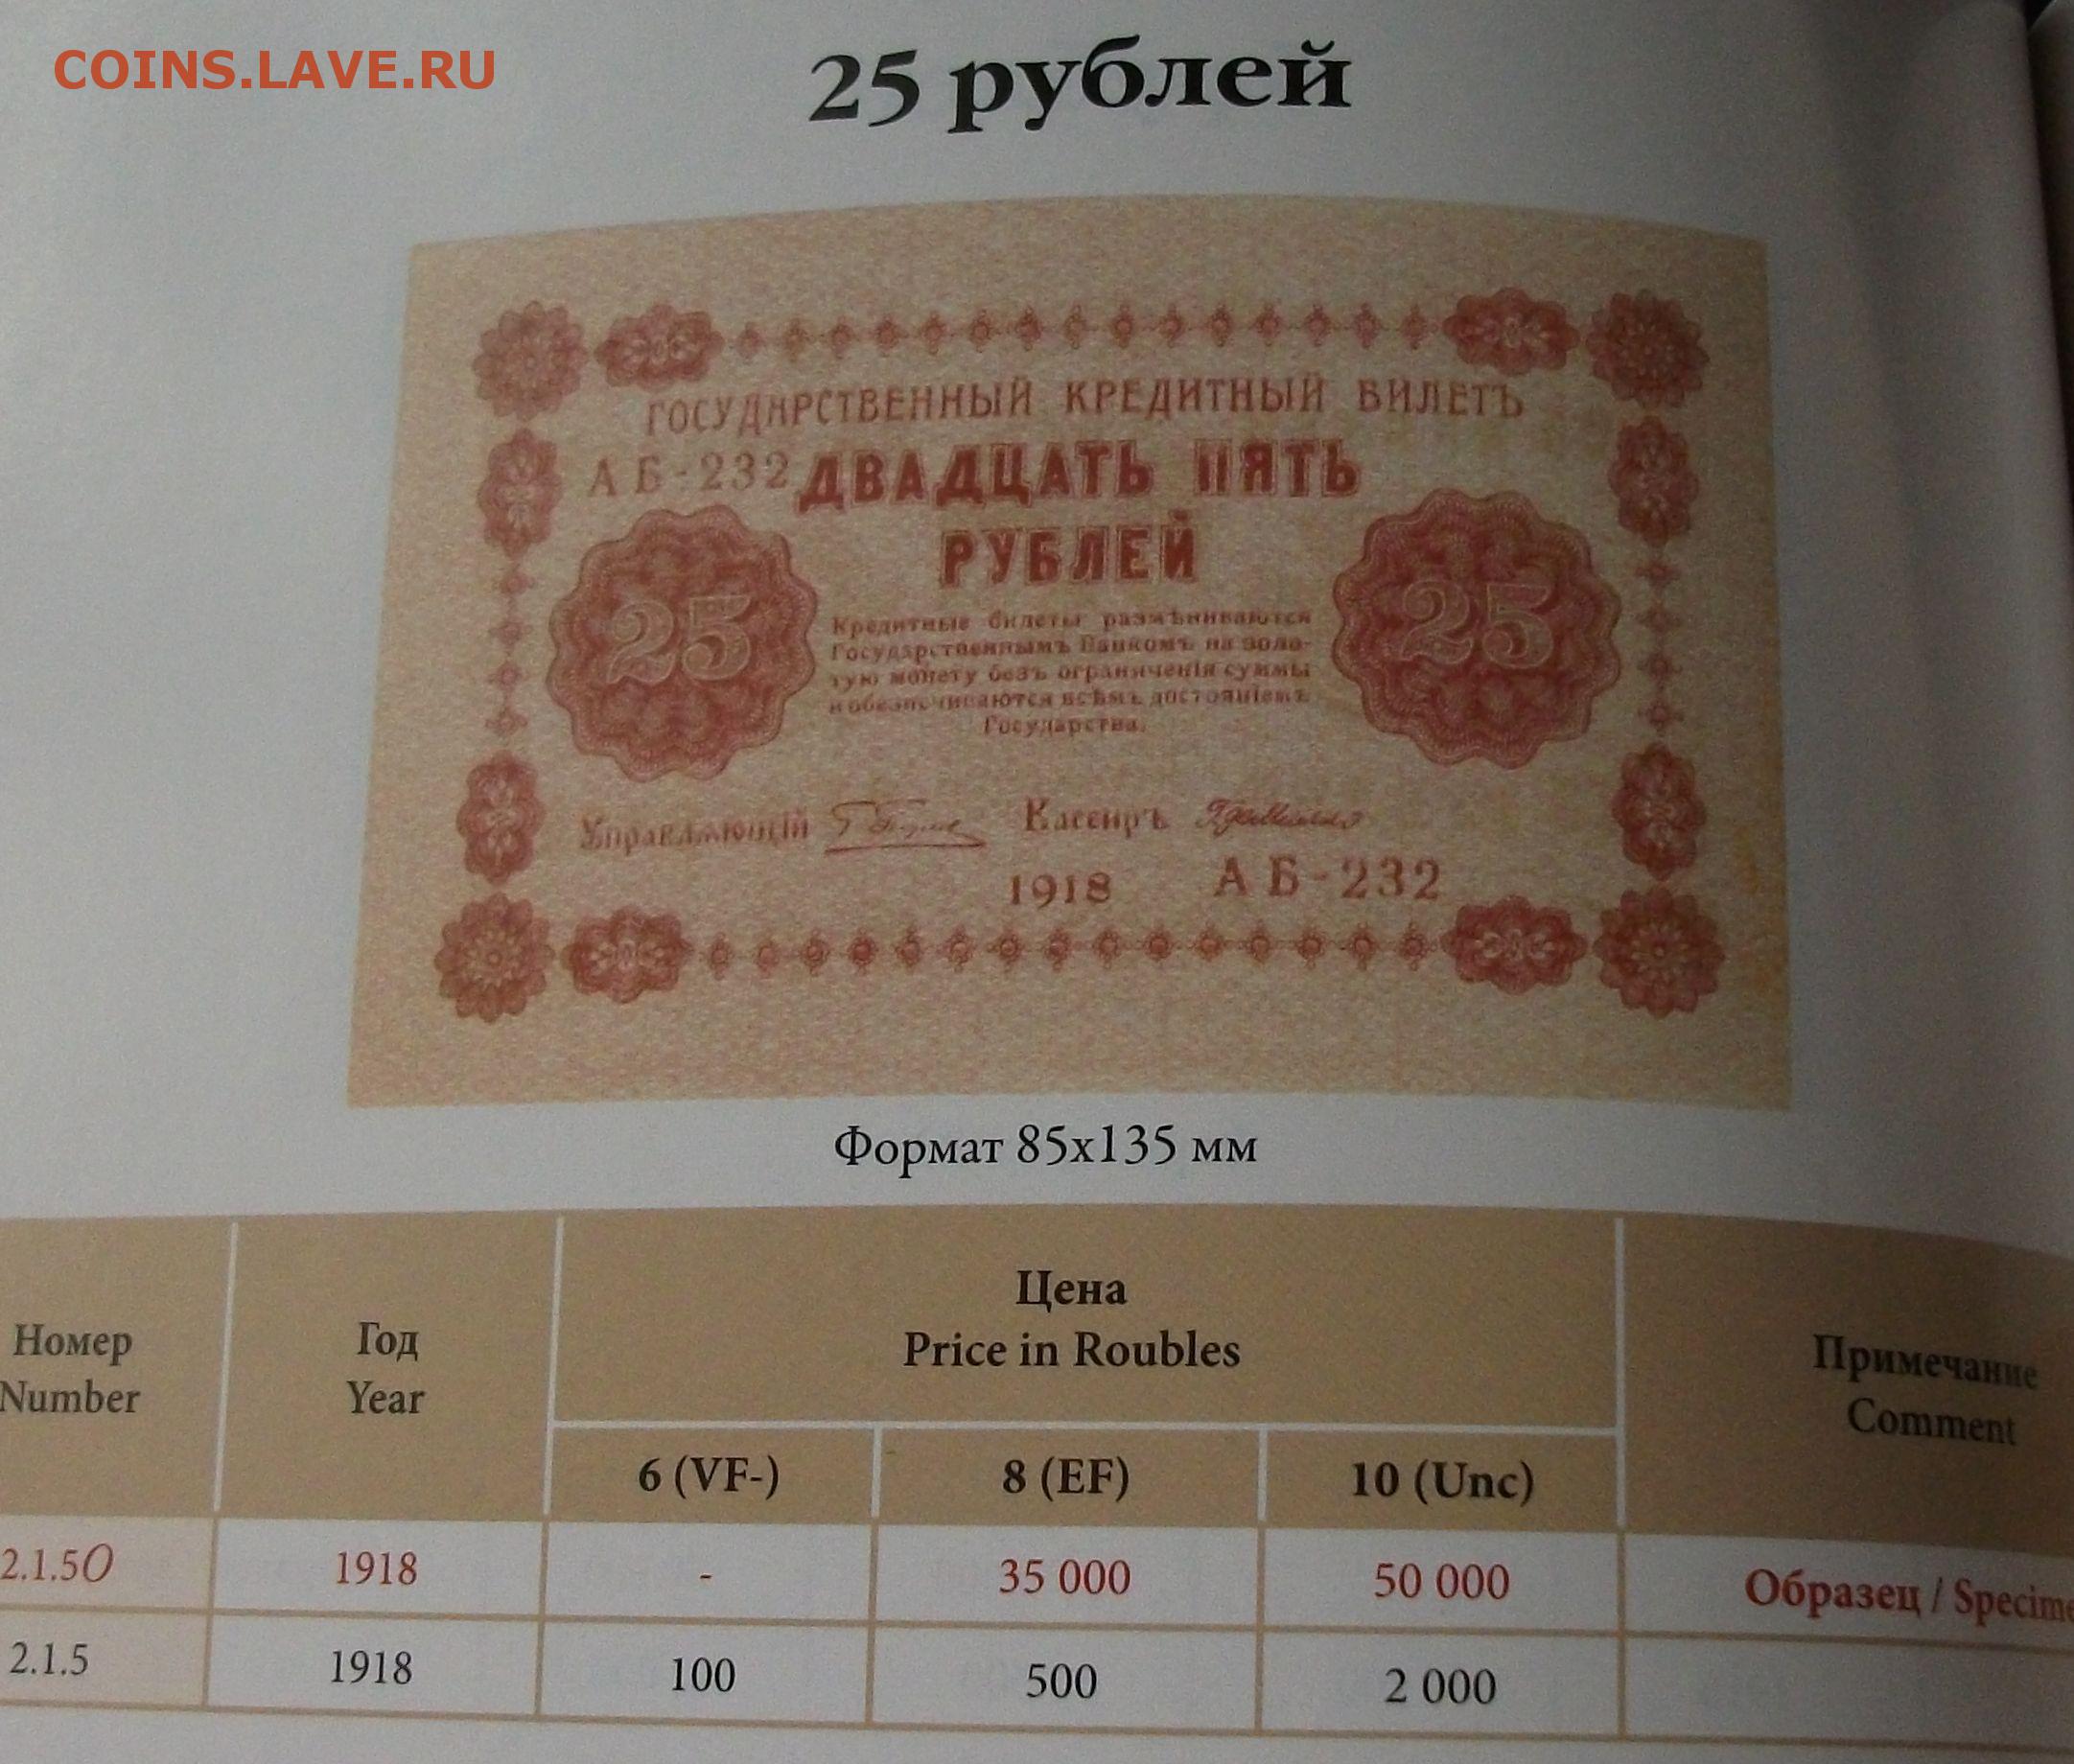 COINS.LAVE.RU
25 рублей
ГОСУДАРСТВЕННЫЙ КРЕДИТНЫЙ БИЛЕТЪ
АБ-232 ДВАДЦАТЬ ПЯТЬ
РУБЛЕЙ
25 25
Кредитные билеты размѣниваются
Государственнымъ Банкомъ на золо-
тую монету безъ ограниченія суммы
и обезпечиваются всѣмъ достояніемъ
Государства.
Управляющій Кассиръ
1918 АБ-232
Формат 85х135 мм
Номер Number
Год Year
Цена
Price in Roubles
Примечание
Comment
6 (VF-) 8 (EF) 10 (Unc)
2.1.5О 1918 - 35 000 50 000 Образец / Specime
2.1.5 1918 100 500 2 000